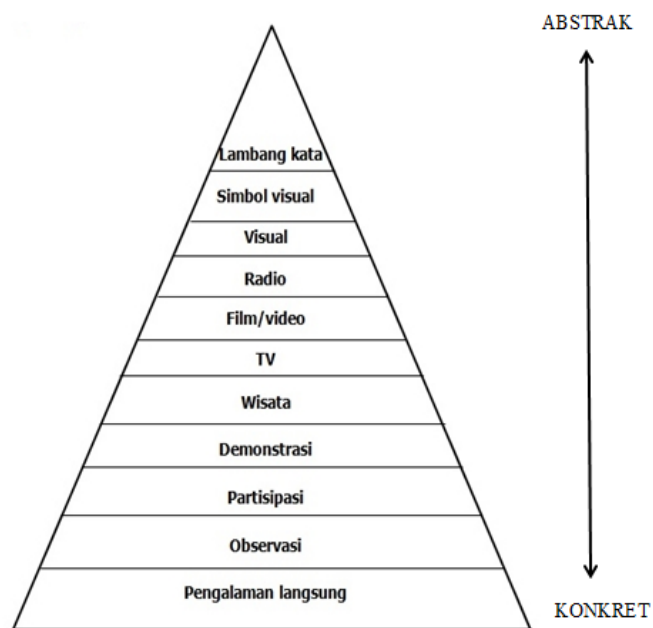 ABSTRAK
Lambang kata
Simbol visual
Visual
Radio
Film/video
TV
Wisata
Demonstrasi
Partisipasi
Observasi
Pengalaman langsung
KONKRET